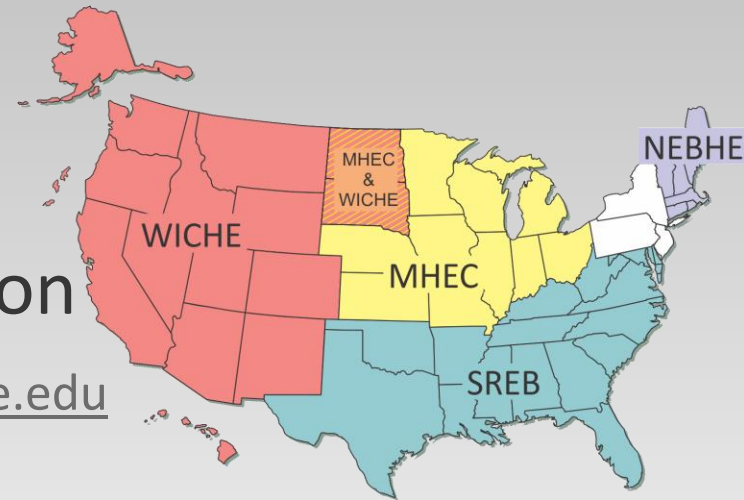 MHEC
&
WICHE
NEBHE
WICHE
MHEC
on
e.edu
SREB